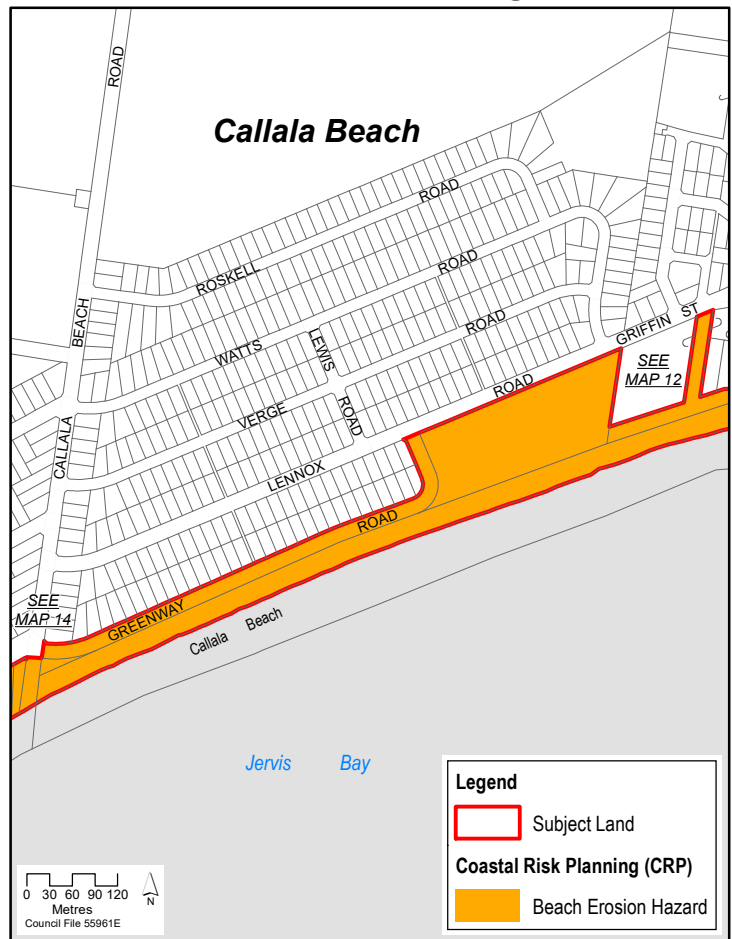 ROAD
Callala Beach
ROAD
ROSKELL
ROAD
BEACH
WATTS
LEWIS
ROAD
GRIFFIN ST
SEE
MAP 12
ROAD
VERGE
ROAD
CALLALA
LENNOX
ROAD
SEE
MAP 14
GREENWAY
Callala Beach
Jervis Bay
Legend
Subject Land
Coastal Risk Planning (CRP)
Beach Erosion Hazard
0 30 60 90 120
Metres
N
Council File 55961E